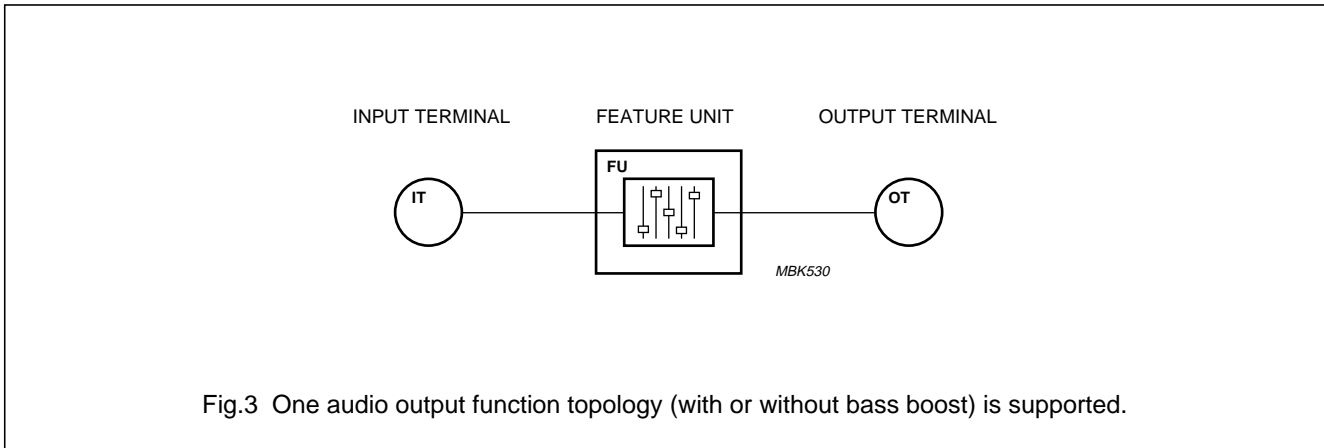 INPUT TERMINAL FEATURE UNIT OUTPUT TERMINAL
FU
IT
OT
MBK530
Fig.3 One audio output function topology (with or without bass boost) is supported.